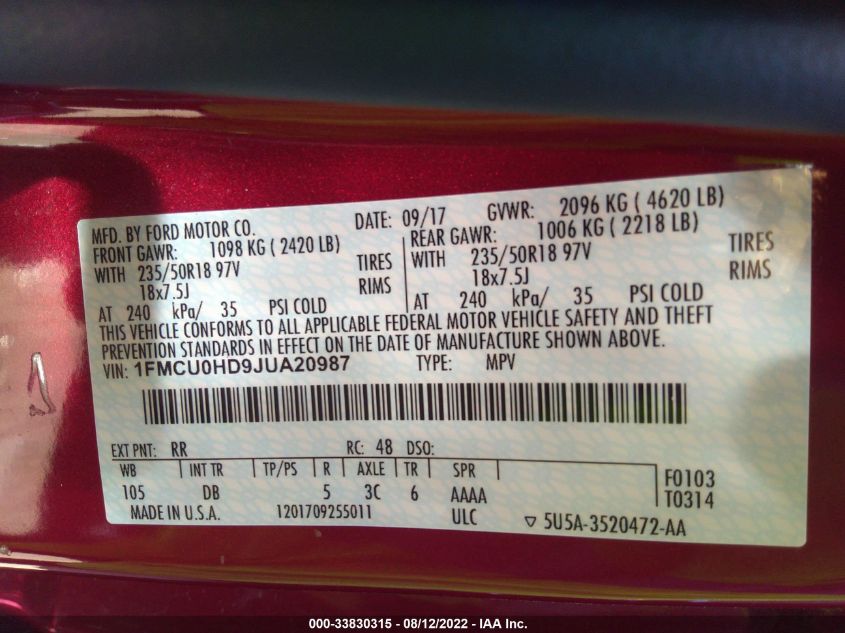 MFD. BY FORD MOTOR CO. DATE: 09/17 GVWR: 2096 KG ( 4620 LB)
FRONT GAWR: 1098 KG ( 2420 LB) REAR GAWR: 1006 KG ( 2218 LB)
WITH 235/50R18 97V TIRES WITH 235/50R18 97V TIRES
18x7.5J RIMS 18x7.5J RIMS
AT 240 kPa/ 35 PSI COLD AT 240 kPa/ 35 PSI COLD
THIS VEHICLE CONFORMS TO ALL APPLICABLE FEDERAL MOTOR VEHICLE SAFETY AND THEFT
PREVENTION STANDARDS IN EFFECT ON THE DATE OF MANUFACTURE SHOWN ABOVE.
VIN: 1FMCU0HD9JUA20987 TYPE: MPV
EXT PNT: RR RC: 48 DSO:
WB INT TR TP/PS R AXLE TR SPR F0103
105 DB 5 3C 6 AAAA T0314
MADE IN U.S.A. 1201709255011 ULC ▽ 5U5A-3520472-AA
000-33830315 - 08/12/2022 - IAA Inc.